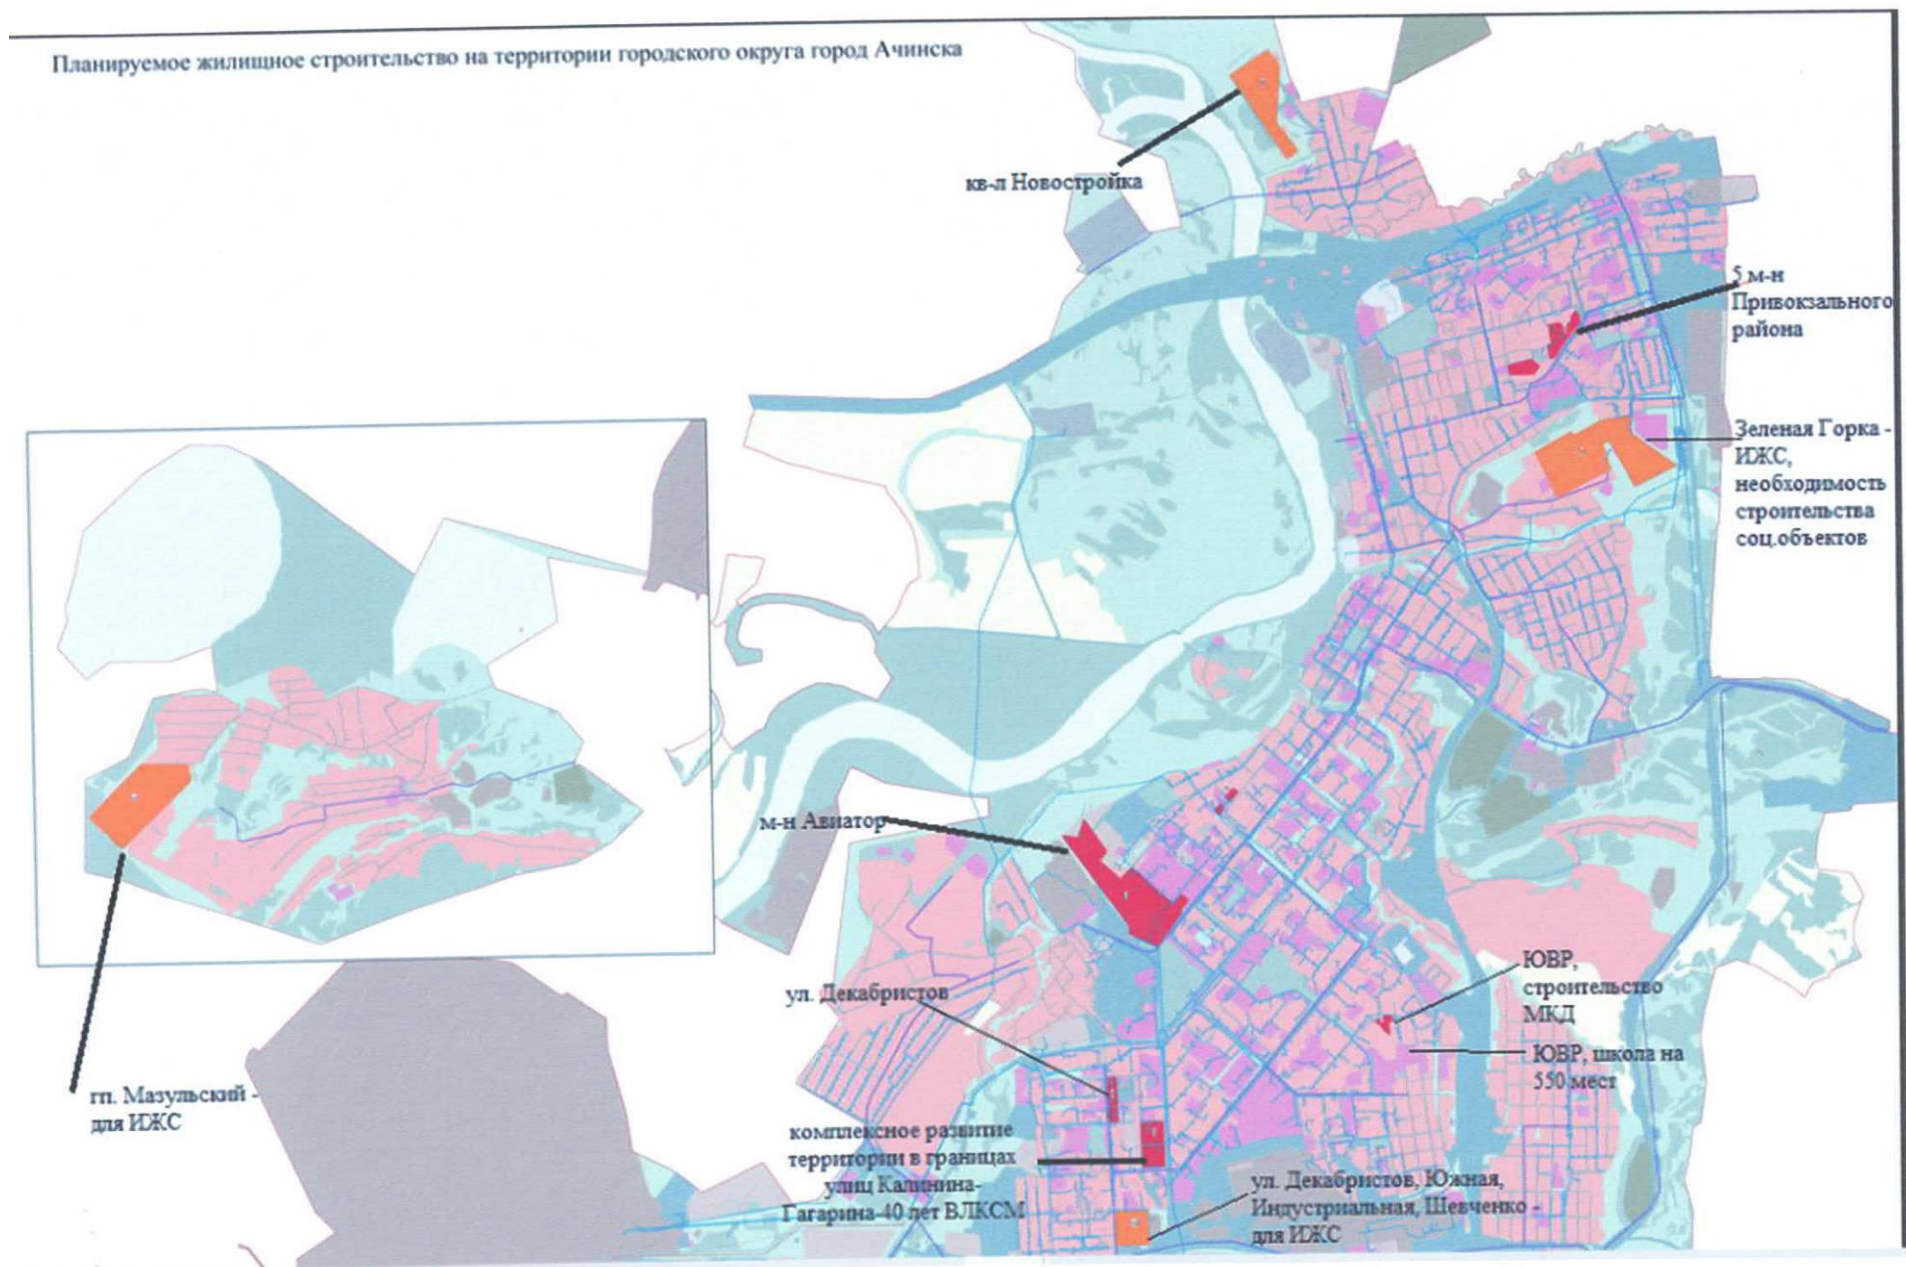 Планируемое жилищное строительство на территории городского округа город Ачинска
кв-л Новостройка
5 м-н
Привокзального
района
Зеленая Горка -
ИЖС,
необходимость
строительства
соц.объектов
м-н Авиатор
ул. Декабристов
ЮВР,
строительство
МКД
ЮВР, школа на
550 мест
гп. Мазульский -
для ИЖС
комплексное развитие
территории в границах
улиц Калинина-
Гагарина-40 лет ВЛКСМ
ул. Декабристов, Южная,
Индустриальная, Шевченко -
для ИЖС